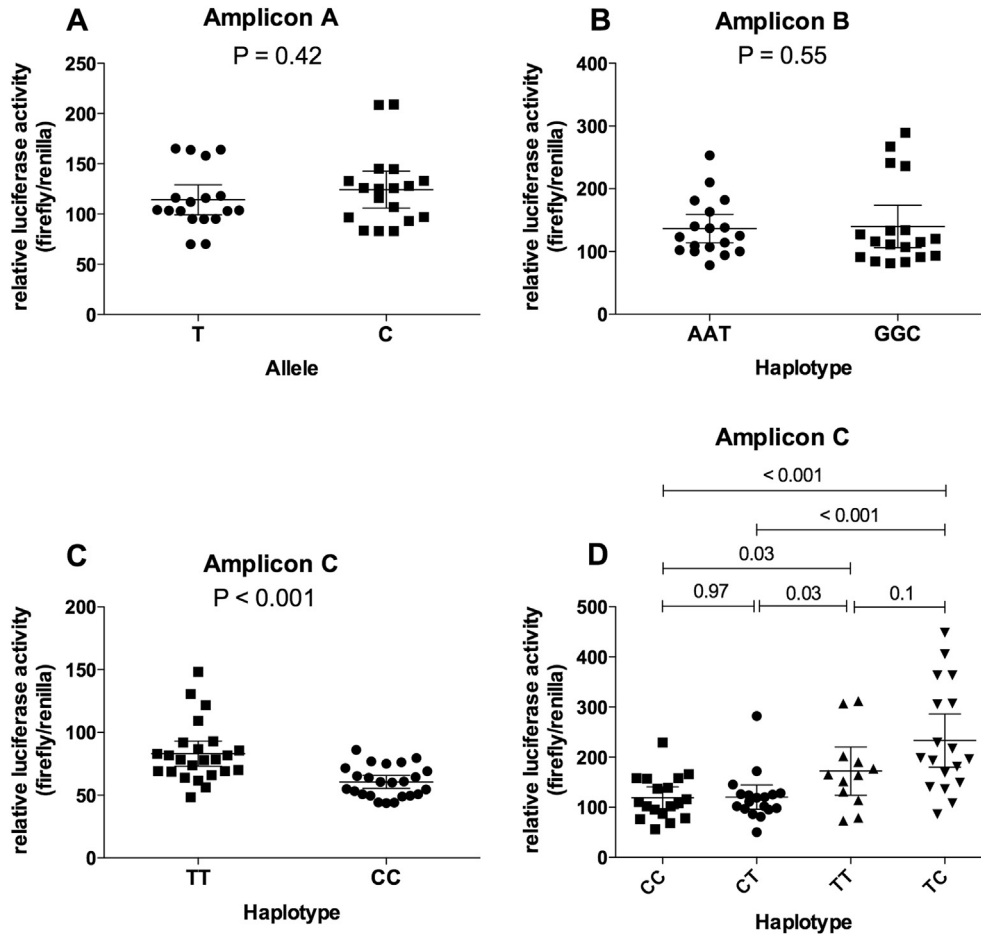 A
Amplicon A
P = 0.42
relative luciferase activity
(firefly/renilla)
250
200
150
100
50
0
T
C
Allele
B
Amplicon B
P = 0.55
relative luciferase activity
(firefly/renilla)
400
300
200
100
0
AAT
GGC
Haplotype
C
Amplicon C
P < 0.001
relative luciferase activity
(firefly/renilla)
200
150
100
50
0
TT
CC
Haplotype
Amplicon C
< 0.001
< 0.001
D
0.03
0.97
0.03
0.1
relative luciferase activity
(firefly/renilla)
500
400
300
200
100
0
CC
CT
TT
TC
Haplotype